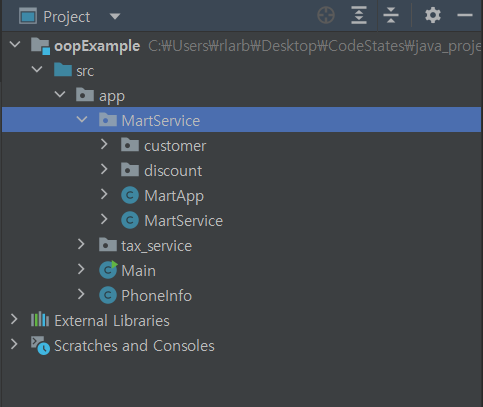 Project
oopExample C:₩Users₩rlarb₩Desktop₩CodeStates₩java_proje
src
app
MartService
customer
discount
MartApp
MartService
tax_service
Main
PhoneInfo
External Libraries
Scratches and Consoles